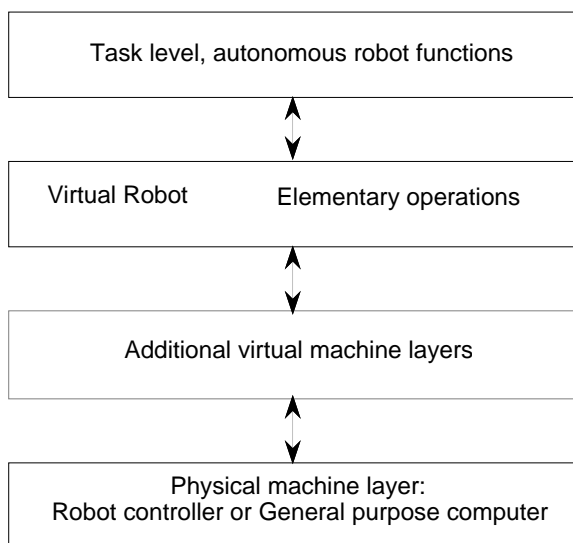 Task level, autonomous robot functions
Virtual Robot Elementary operations
Additional virtual machine layers
Physical machine layer:
Robot controller or General purpose computer